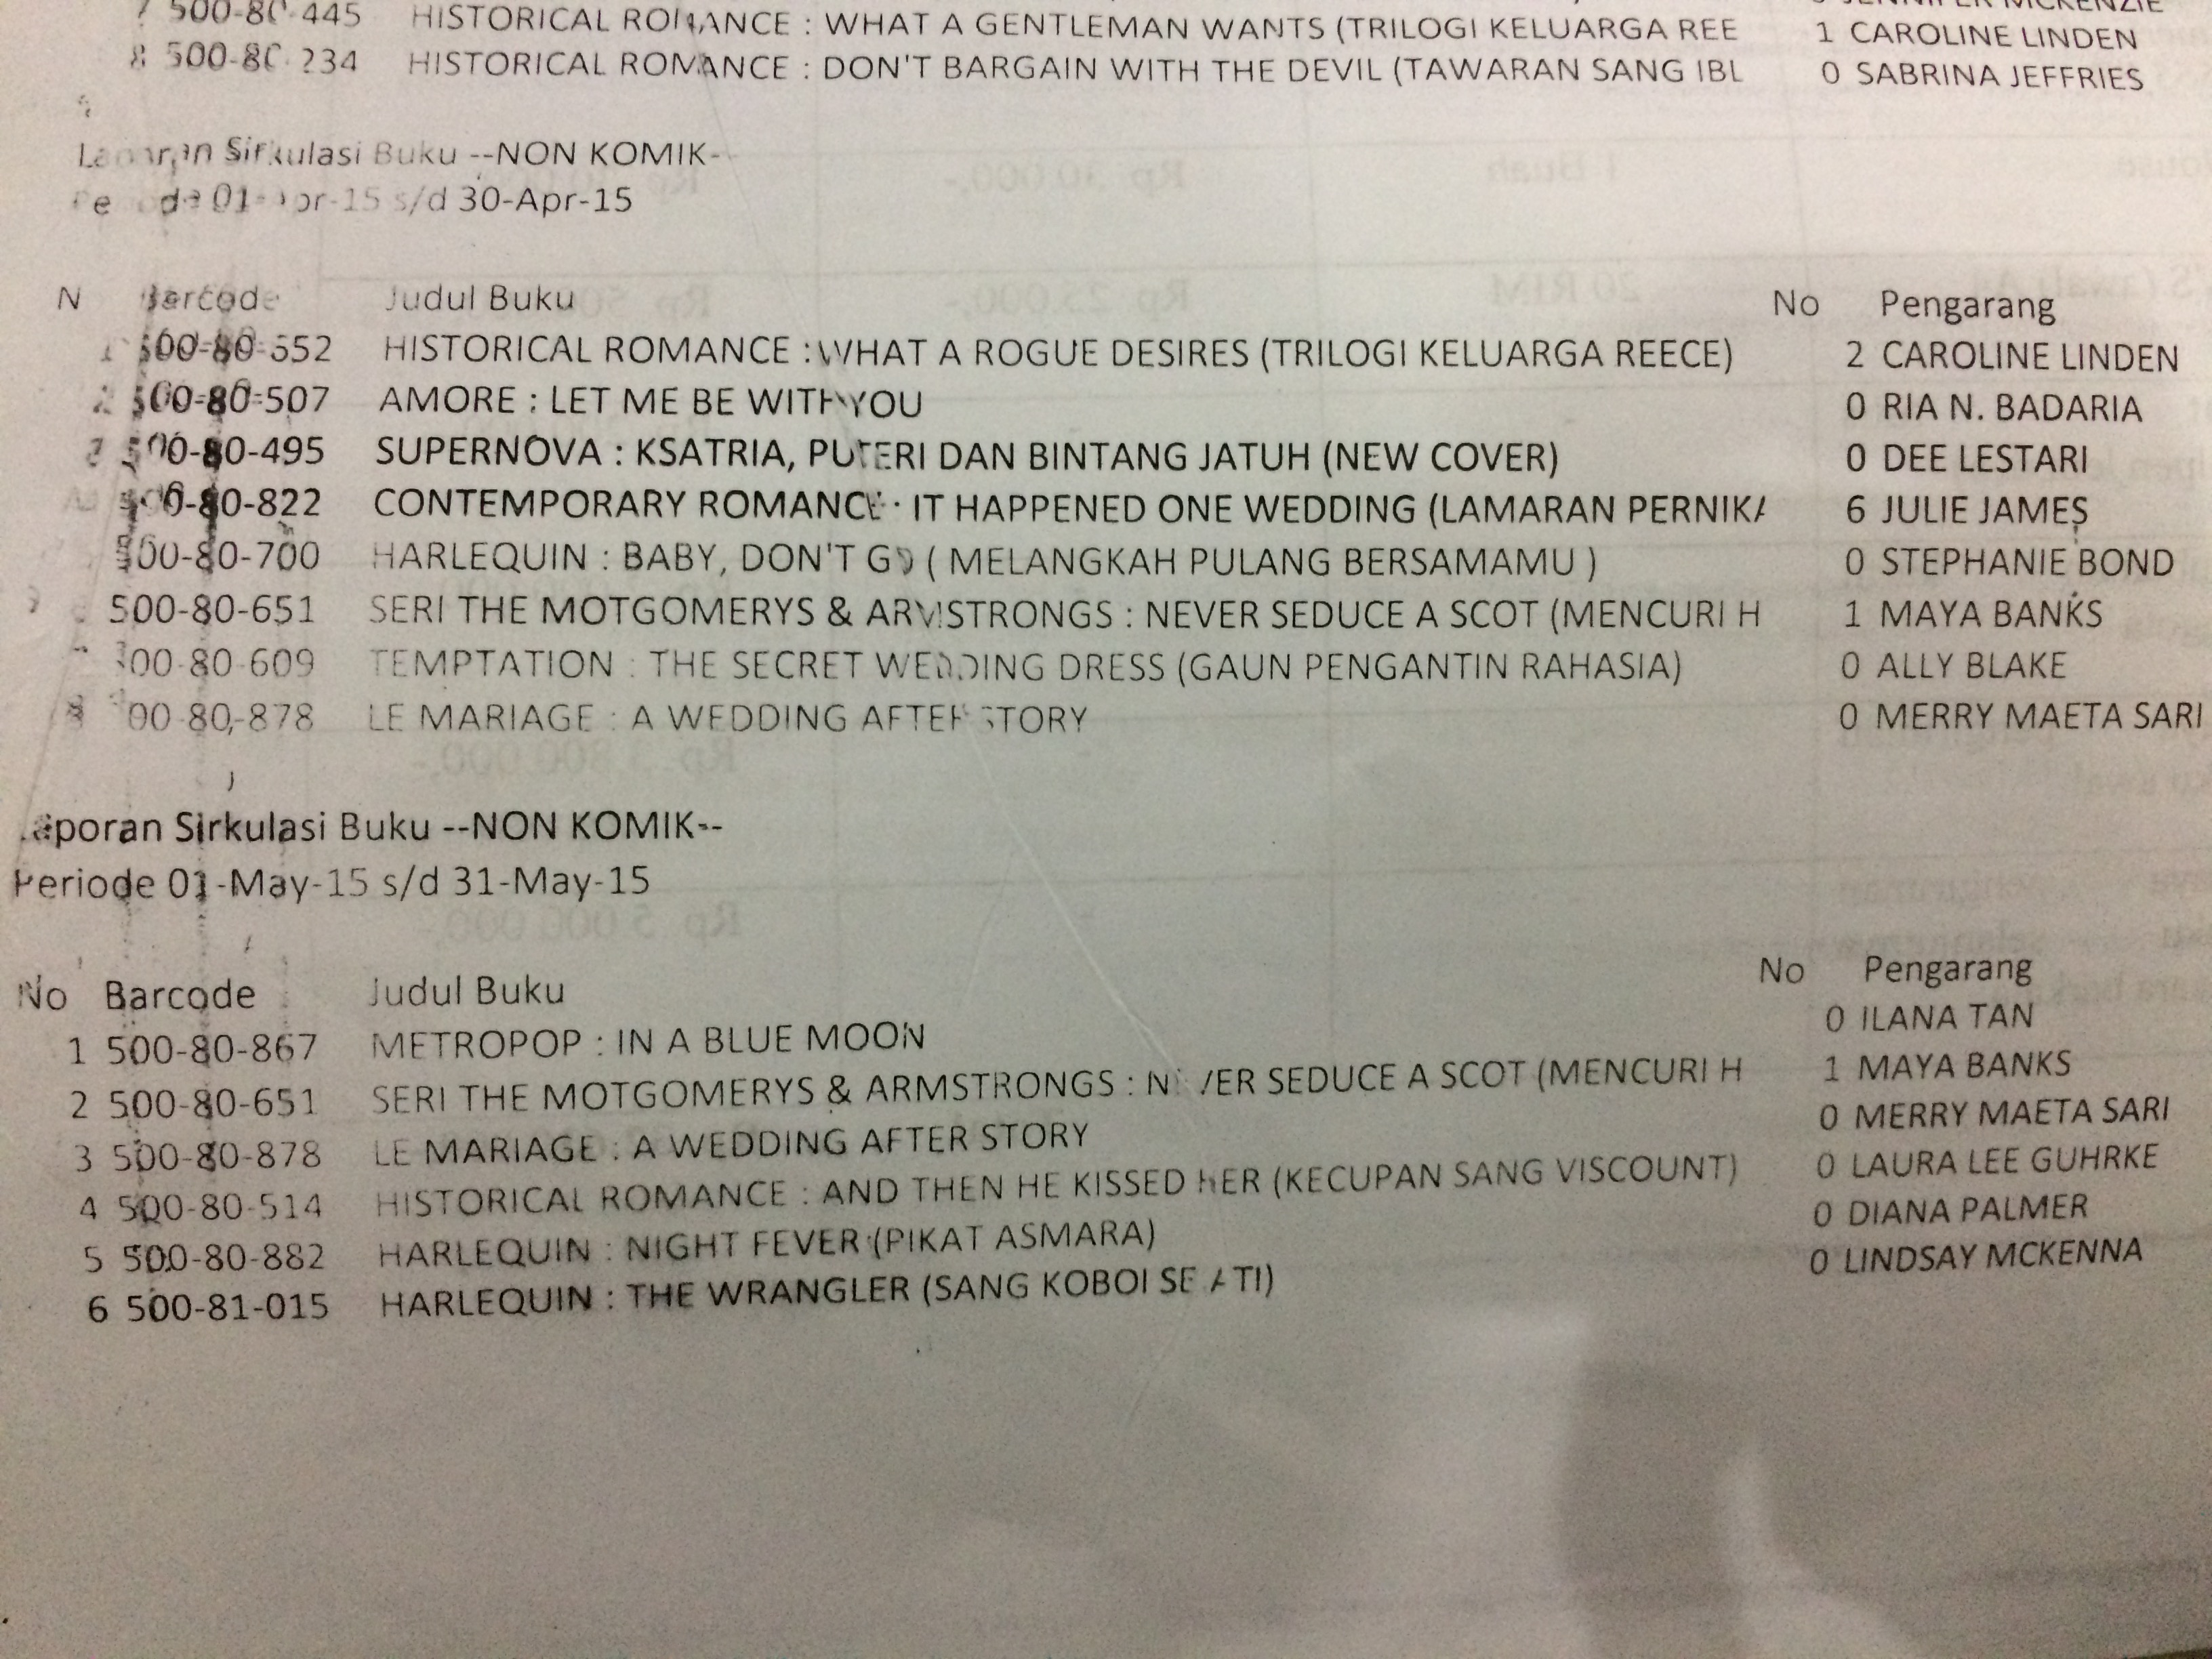 7 500-80-445 HISTORICAL ROMANCE : WHAT A GENTLEMAN WANTS (TRILOGI KELUARGA REE 1 CAROLINE LINDEN
8 500-80-234 HISTORICAL ROMANCE : DON'T BARGAIN WITH THE DEVIL (TAWARAN SANG IBL 0 SABRINA JEFFRIES
Laporan Sirkulasi Buku --NON KOMIK-
Periode 01-Apr-15 s/d 30-Apr-15
N Barcode Judul Buku No Pengarang
1 500-80-552 HISTORICAL ROMANCE : WHAT A ROGUE DESIRES (TRILOGI KELUARGA REECE) 2 CAROLINE LINDEN
2 500-80-507 AMORE : LET ME BE WITH YOU 0 RIA N. BADARIA
3 500-80-495 SUPERNOVA : KSATRIA, PUTERI DAN BINTANG JATUH (NEW COVER) 0 DEE LESTARI
500-80-822 CONTEMPORARY ROMANCE : IT HAPPENED ONE WEDDING (LAMARAN PERNIKA 6 JULIE JAMES
500-80-700 HARLEQUIN : BABY, DON'T GO ( MELANGKAH PULANG BERSAMAMU ) 0 STEPHANIE BOND
500-80-651 SERI THE MOTGOMERYS & ARMSTRONGS : NEVER SEDUCE A SCOT (MENCURI H 1 MAYA BANKS
500-80-609 TEMPTATION : THE SECRET WEDDING DRESS (GAUN PENGANTIN RAHASIA) 0 ALLY BLAKE
8 500-80-878 LE MARIAGE : A WEDDING AFTER STORY 0 MERRY MAETA SARI
Laporan Sirkulasi Buku --NON KOMIK--
Periode 01-May-15 s/d 31-May-15
No Barcode Judul Buku No Pengarang
1 500-80-867 METROPOP : IN A BLUE MOON 0 ILANA TAN
2 500-80-651 SERI THE MOTGOMERYS & ARMSTRONGS : NEVER SEDUCE A SCOT (MENCURI H 1 MAYA BANKS
3 500-80-878 LE MARIAGE : A WEDDING AFTER STORY 0 MERRY MAETA SARI
4 500-80-514 HISTORICAL ROMANCE : AND THEN HE KISSED HER (KECUPAN SANG VISCOUNT) 0 LAURA LEE GUHRKE
5 500-80-882 HARLEQUIN : NIGHT FEVER (PIKAT ASMARA) 0 DIANA PALMER
6 500-81-015 HARLEQUIN : THE WRANGLER (SANG KOBOI SEJATI) 0 LINDSAY MCKENNA